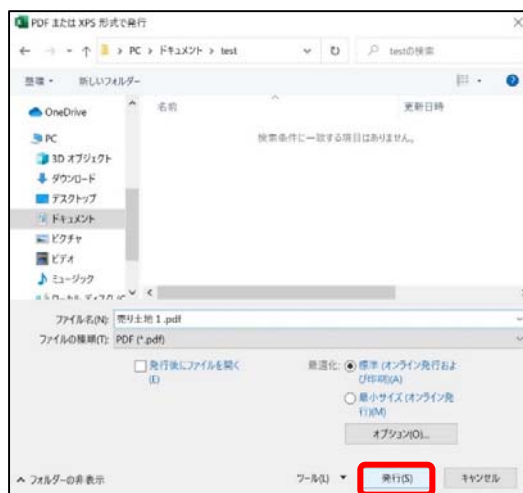 PDF または XPS 形式で発行
PC > ドキュメント > test
testの検索
整理
新しいフォルダー
OneDrive
PC
3D オブジェクト
ダウンロード
デスクトップ
ドキュメント
ピクチャ
ビデオ
ミュージック
名前
更新日時
検索条件に一致する項目はありません。
ファイル名(N): 売り土地 1 .pdf
ファイルの種類(T): PDF (*.pdf)
発行後にファイルを開く
(E)
最適化:
標準 (オンライン発行およ
び印刷)(A)
最小サイズ (オンライン発
行)(M)
オプション(O)...
フォルダーの非表示
ツール(L)
発行(S)
キャンセル